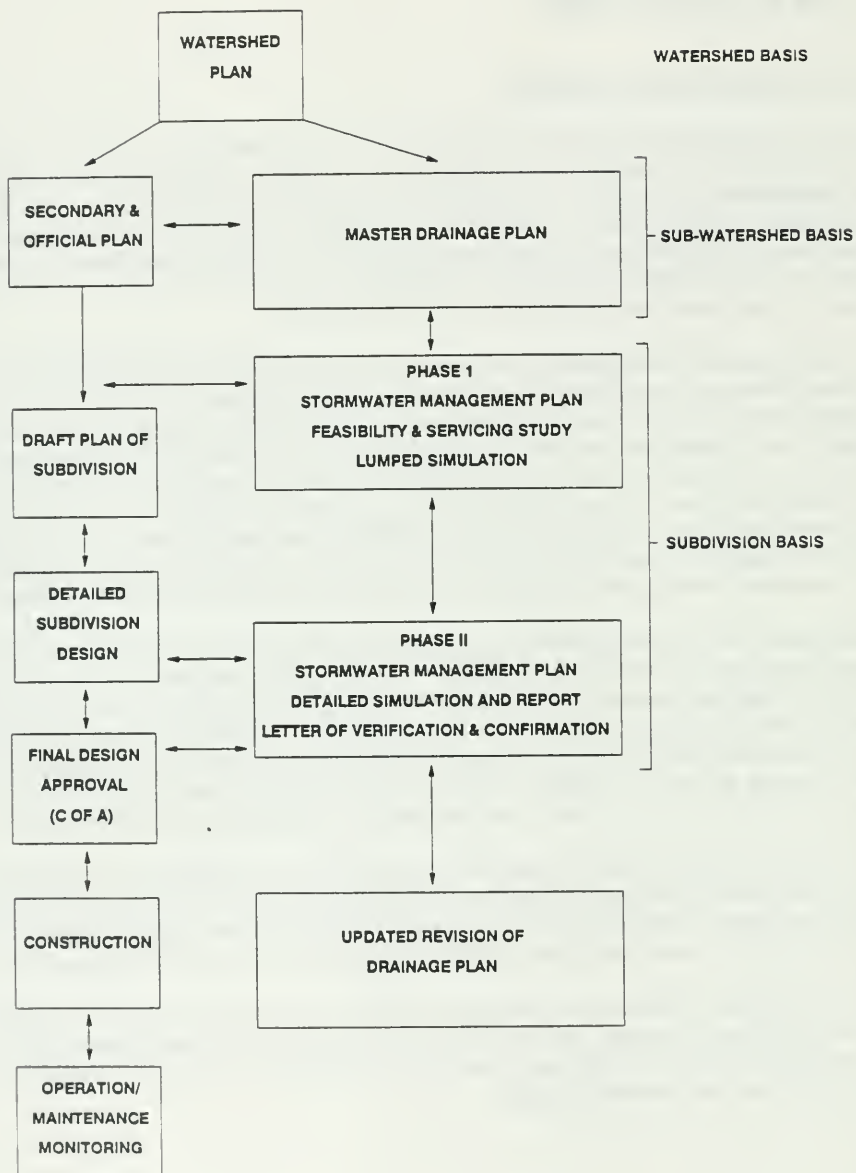 WATERSHED
PLAN
WATERSHED BASIS
SECONDARY &
OFFICIAL PLAN
MASTER DRAINAGE PLAN
SUB-WATERSHED BASIS
PHASE 1
STORMWATER MANAGEMENT PLAN
FEASIBILITY & SERVICING STUDY
LUMPED SIMULATION
DRAFT PLAN OF
SUBDIVISION
SUBDIVISION BASIS
DETAILED
SUBDIVISION
DESIGN
PHASE II
STORMWATER MANAGEMENT PLAN
DETAILED SIMULATION AND REPORT
LETTER OF VERIFICATION & CONFIRMATION
FINAL DESIGN
APPROVAL
(C OF A)
CONSTRUCTION
UPDATED REVISION OF
DRAINAGE PLAN
OPERATION/
MAINTENANCE
MONITORING